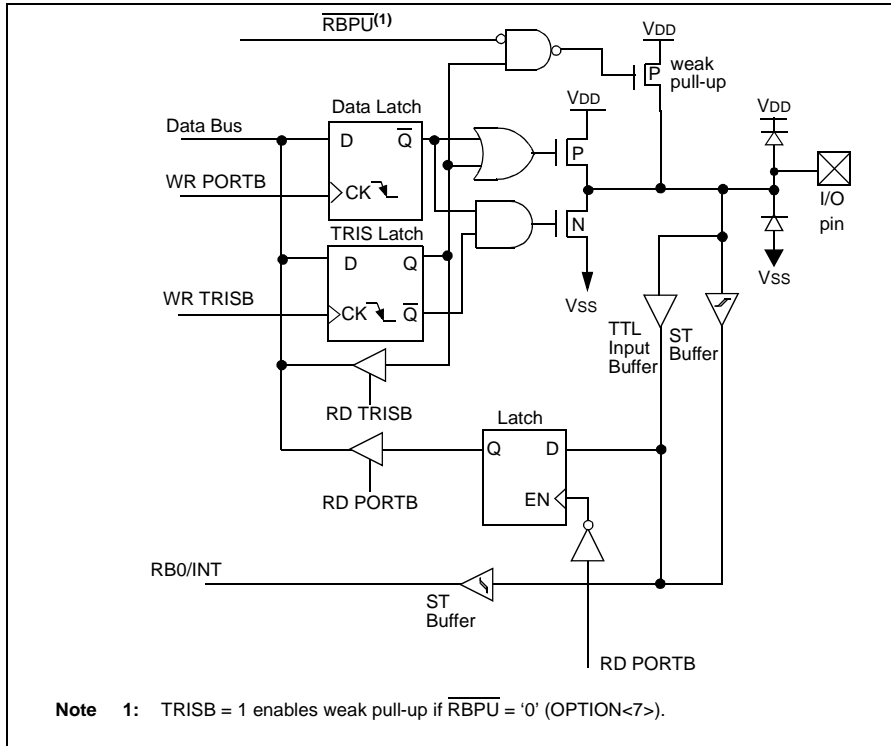 RBPU(1)
VDD
weak
pull-up
P
Data Latch
VDD
VDD
Data Bus
D
Q
P
WR PORTB
CK
I/O
pin
TRIS Latch
N
D
Q
VSS
WR TRISB
CK
Q
VSS
TTL
Input
Buffer
ST
Buffer
RD TRISB
Latch
Q
D
RD PORTB
EN
RB0/INT
ST
Buffer
RD PORTB
Note 1: TRISB = 1 enables weak pull-up if RBPU = ‘0’ (OPTION<7>).